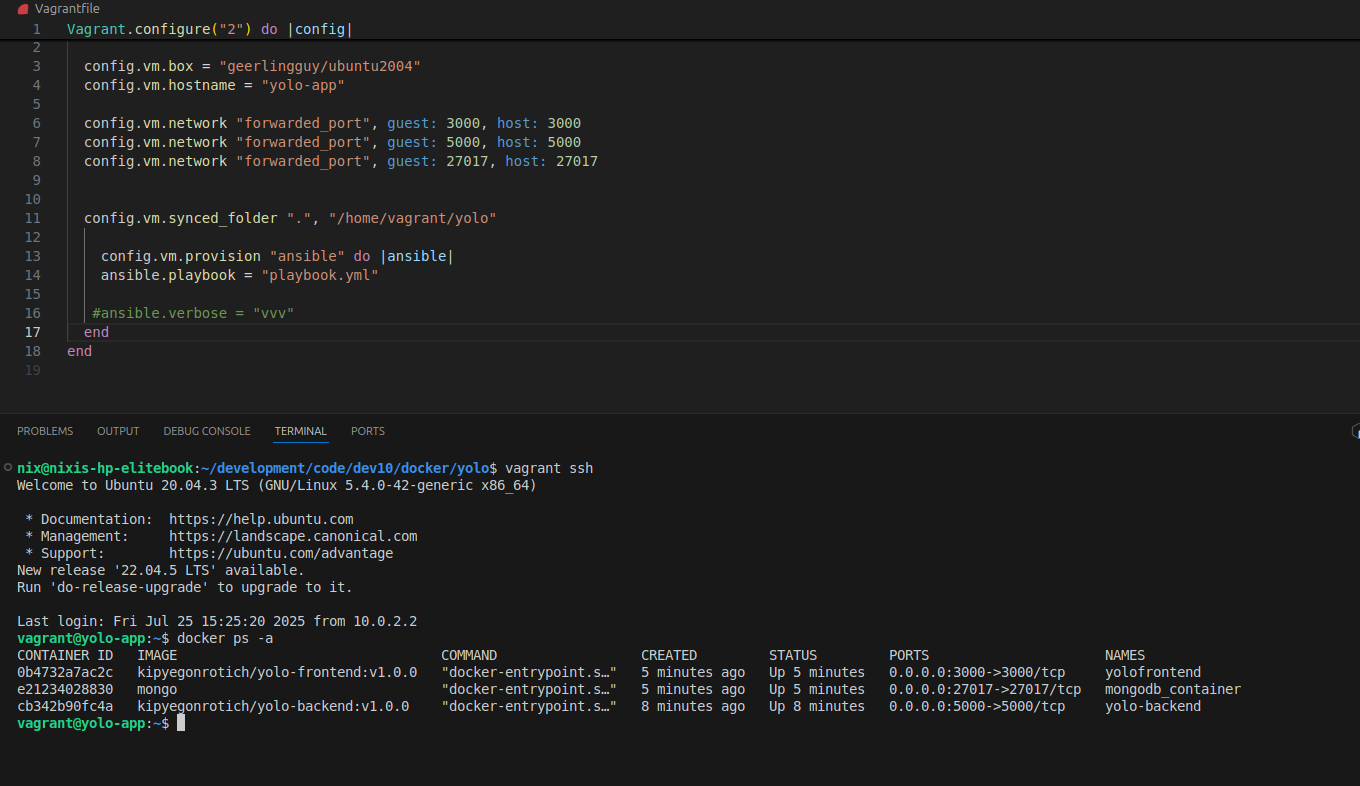 Vagrantfile
1 Vagrant.configure("2") do |config|
2
3 config.vm.box = "geerlingguy/ubuntu2004"
4 config.vm.hostname = "yolo-app"
5
6 config.vm.network "forwarded_port", guest: 3000, host: 3000
7 config.vm.network "forwarded_port", guest: 5000, host: 5000
8 config.vm.network "forwarded_port", guest: 27017, host: 27017
9
10
11 config.vm.synced_folder ".", "/home/vagrant/yolo"
12
13 config.vm.provision "ansible" do |ansible|
14 ansible.playbook = "playbook.yml"
15
16 #ansible.verbose = "vvv"
17 end
18 end
19
PROBLEMS OUTPUT DEBUG CONSOLE TERMINAL PORTS
nix@nixis-hp-elitebook:~/development/code/dev10/docker/yolo$ vagrant ssh
Welcome to Ubuntu 20.04.3 LTS (GNU/Linux 5.4.0-42-generic x86_64)
* Documentation: https://help.ubuntu.com
* Management: https://landscape.canonical.com
* Support: https://ubuntu.com/advantage
New release '22.04.5 LTS' available.
Run 'do-release-upgrade' to upgrade to it.
Last login: Fri Jul 25 15:25:20 2025 from 10.0.2.2
vagrant@yolo-app:~$ docker ps -a
CONTAINER ID IMAGE COMMAND CREATED STATUS PORTS NAMES
0b4732a7ac2c kipyegonrotich/yolo-frontend:v1.0.0 "docker-entrypoint.s…" 5 minutes ago Up 5 minutes 0.0.0.0:3000->3000/tcp yolofrontend
e21234028830 mongo "docker-entrypoint.s…" 5 minutes ago Up 5 minutes 0.0.0.0:27017->27017/tcp mongodb_container
cb342b90fc4a kipyegonrotich/yolo-backend:v1.0.0 "docker-entrypoint.s…" 8 minutes ago Up 8 minutes 0.0.0.0:5000->5000/tcp yolo-backend
vagrant@yolo-app:~$